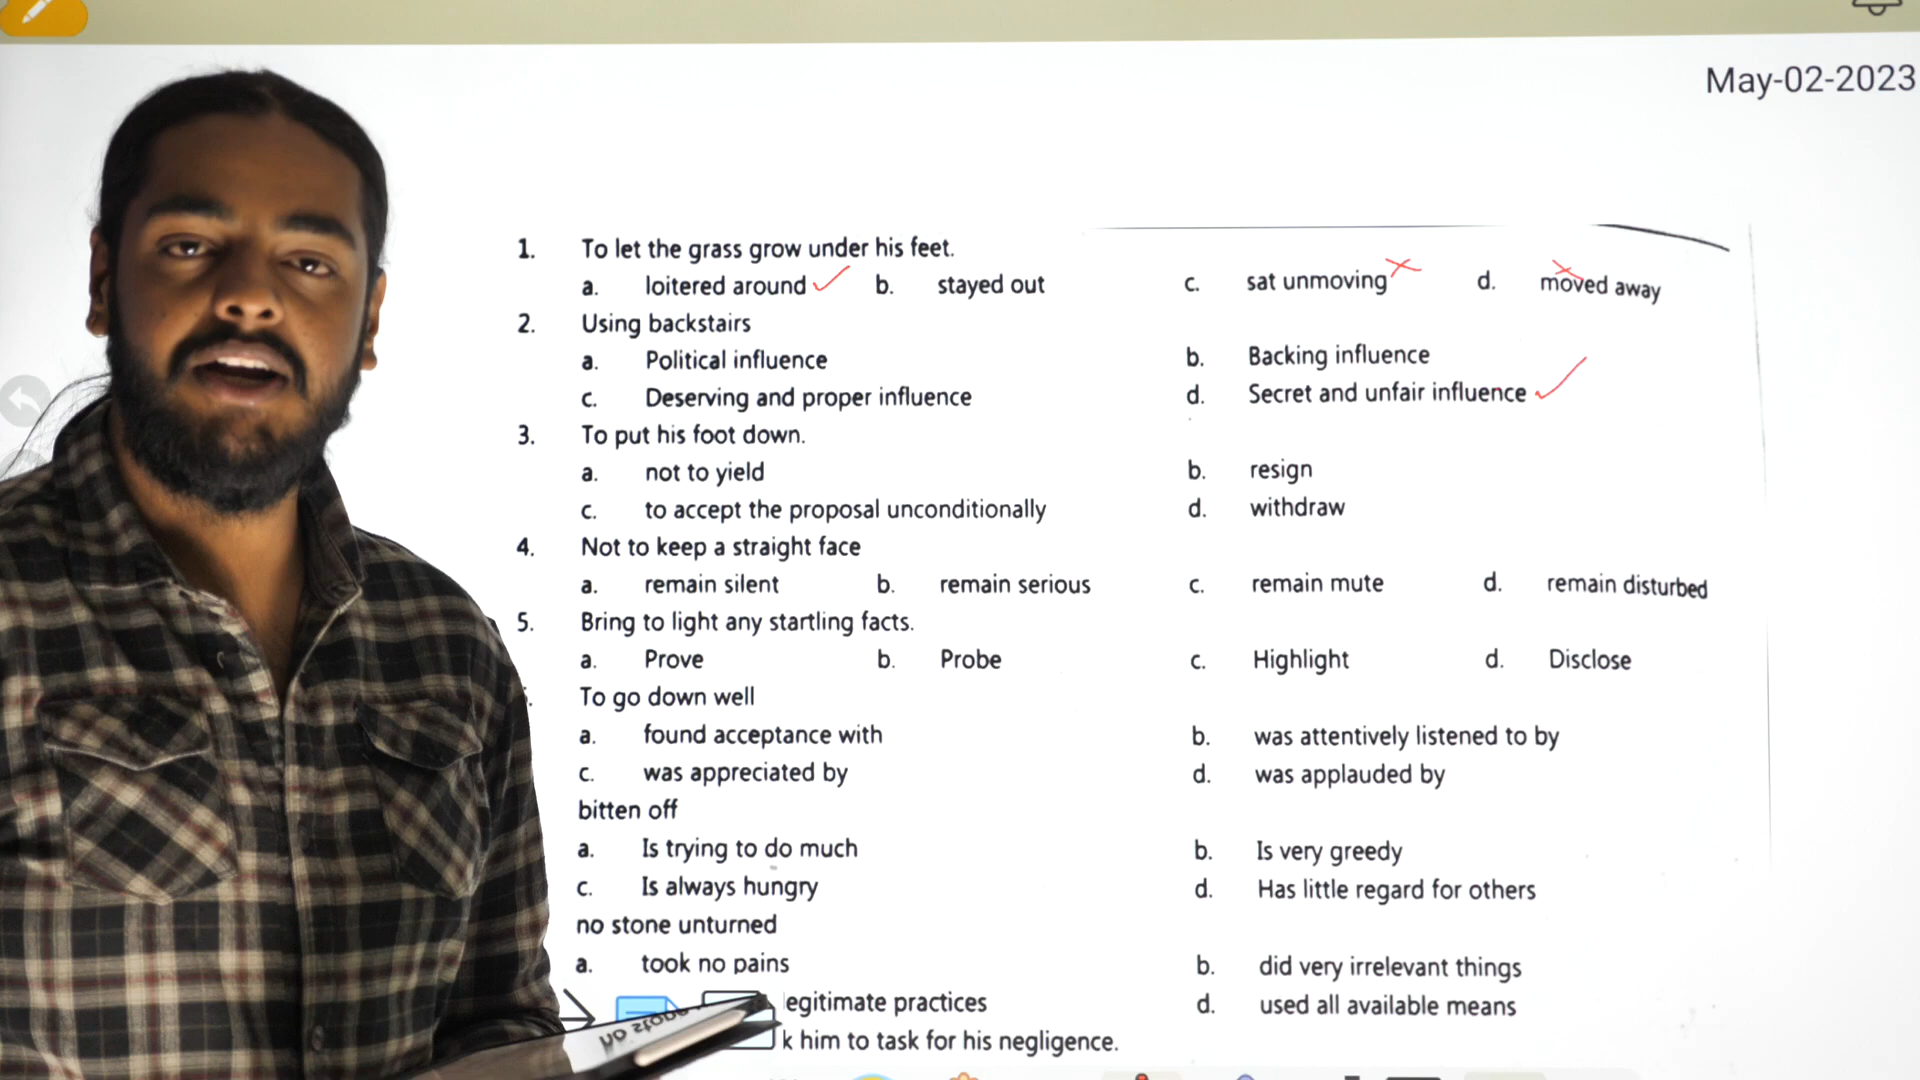 May-02-2023
1. To let the grass grow under his feet.
a. loitered around b. stayed out c. sat unmoving d. moved away
2. Using backstairs
a. Political influence b. Backing influence
c. Deserving and proper influence d. Secret and unfair influence
3. To put his foot down.
a. not to yield b. resign
c. to accept the proposal unconditionally d. withdraw
4. Not to keep a straight face
a. remain silent b. remain serious c. remain mute d. remain disturbed
5. Bring to light any startling facts.
a. Prove b. Probe c. Highlight d. Disclose
To go down well
a. found acceptance with b. was attentively listened to by
c. was appreciated by d. was applauded by
bitten off
a. Is trying to do much b. Is very greedy
c. Is always hungry d. Has little regard for others
no stone unturned
a. took no pains b. did very irrelevant things
egitimate practices d. used all available means
k him to task for his negligence.